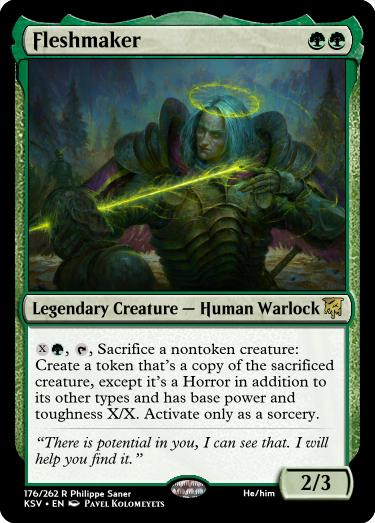 Fleshmaker
Legendary Creature — Human Warlock
X G, T, Sacrifice a nontoken creature:
Create a token that's a copy of the sacrificed
creature, except it's a Horror in addition to
its other types and has base power and
toughness X/X. Activate only as a sorcery.
“There is potential in you, I can see that. I will
help you find it.”
2/3
176/262 R Philippe Saner
He/him
KSV • EN Pavel Kolomeyets